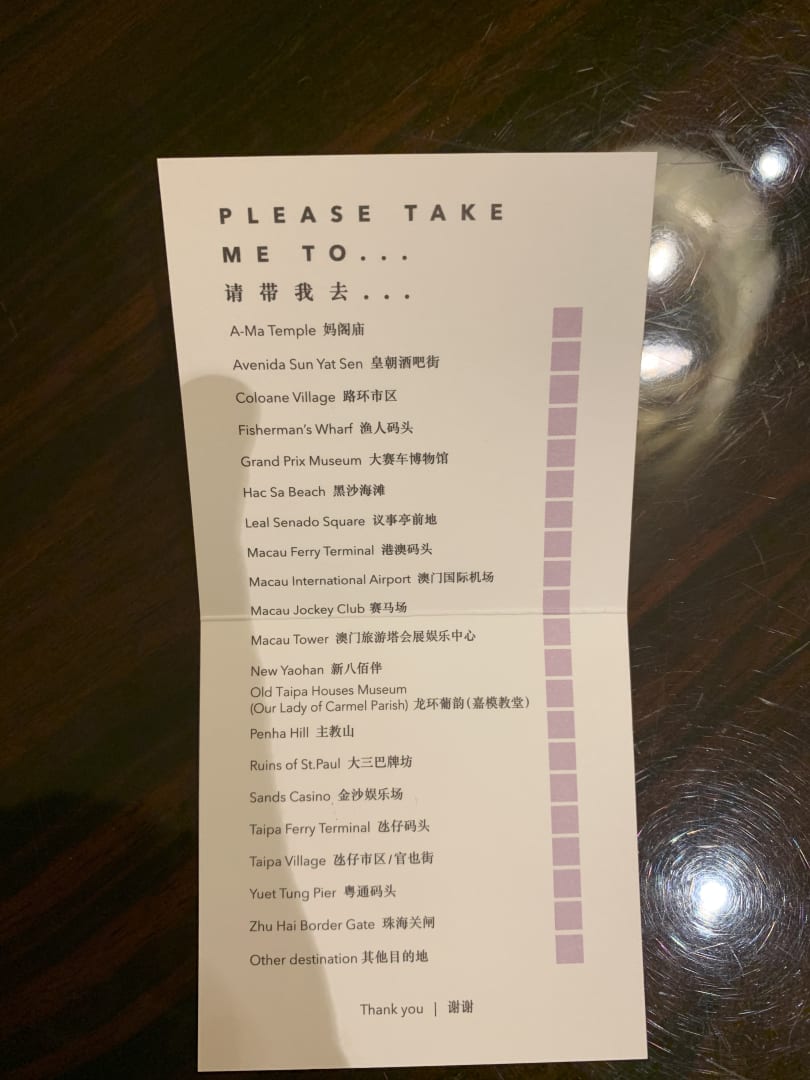 PLEASE TAKE
ME TO...
请带我去...
A-Ma Temple 妈阁庙
Avenida Sun Yat Sen 皇朝酒吧街
Coloane Village 路环市区
Fisherman's Wharf 渔人码头
Grand Prix Museum 大赛车博物馆
Hac Sa Beach 黑沙海滩
Leal Senado Square 议事亭前地
Macau Ferry Terminal 港澳码头
Macau International Airport 澳门国际机场
Macau Jockey Club 赛马场
Macau Tower 澳门旅游塔会展娱乐中心
New Yaohan 新八佰伴
Old Taipa Houses Museum
(Our Lady of Carmel Parish) 龙环葡韵(嘉模教堂)
Penha Hill 主教山
Ruins of St.Paul 大三巴牌坊
Sands Casino 金沙娱乐场
Taipa Ferry Terminal 氹仔码头
Taipa Village 氹仔市区/官也街
Yuet Tung Pier 粤通码头
Zhu Hai Border Gate 珠海关闸
Other destination 其他目的地
Thank you | 谢谢